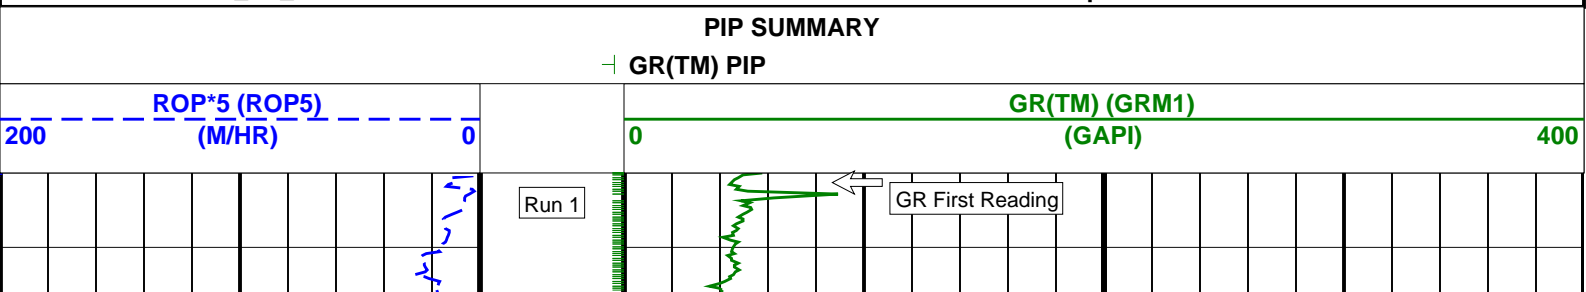 PIP SUMMARY
GR(TM) PIP
ROP*5 (ROP5)
200 (M/HR) 0
GR(TM) (GRM1)
0 (GAPI) 400
Run 1
GR First Reading